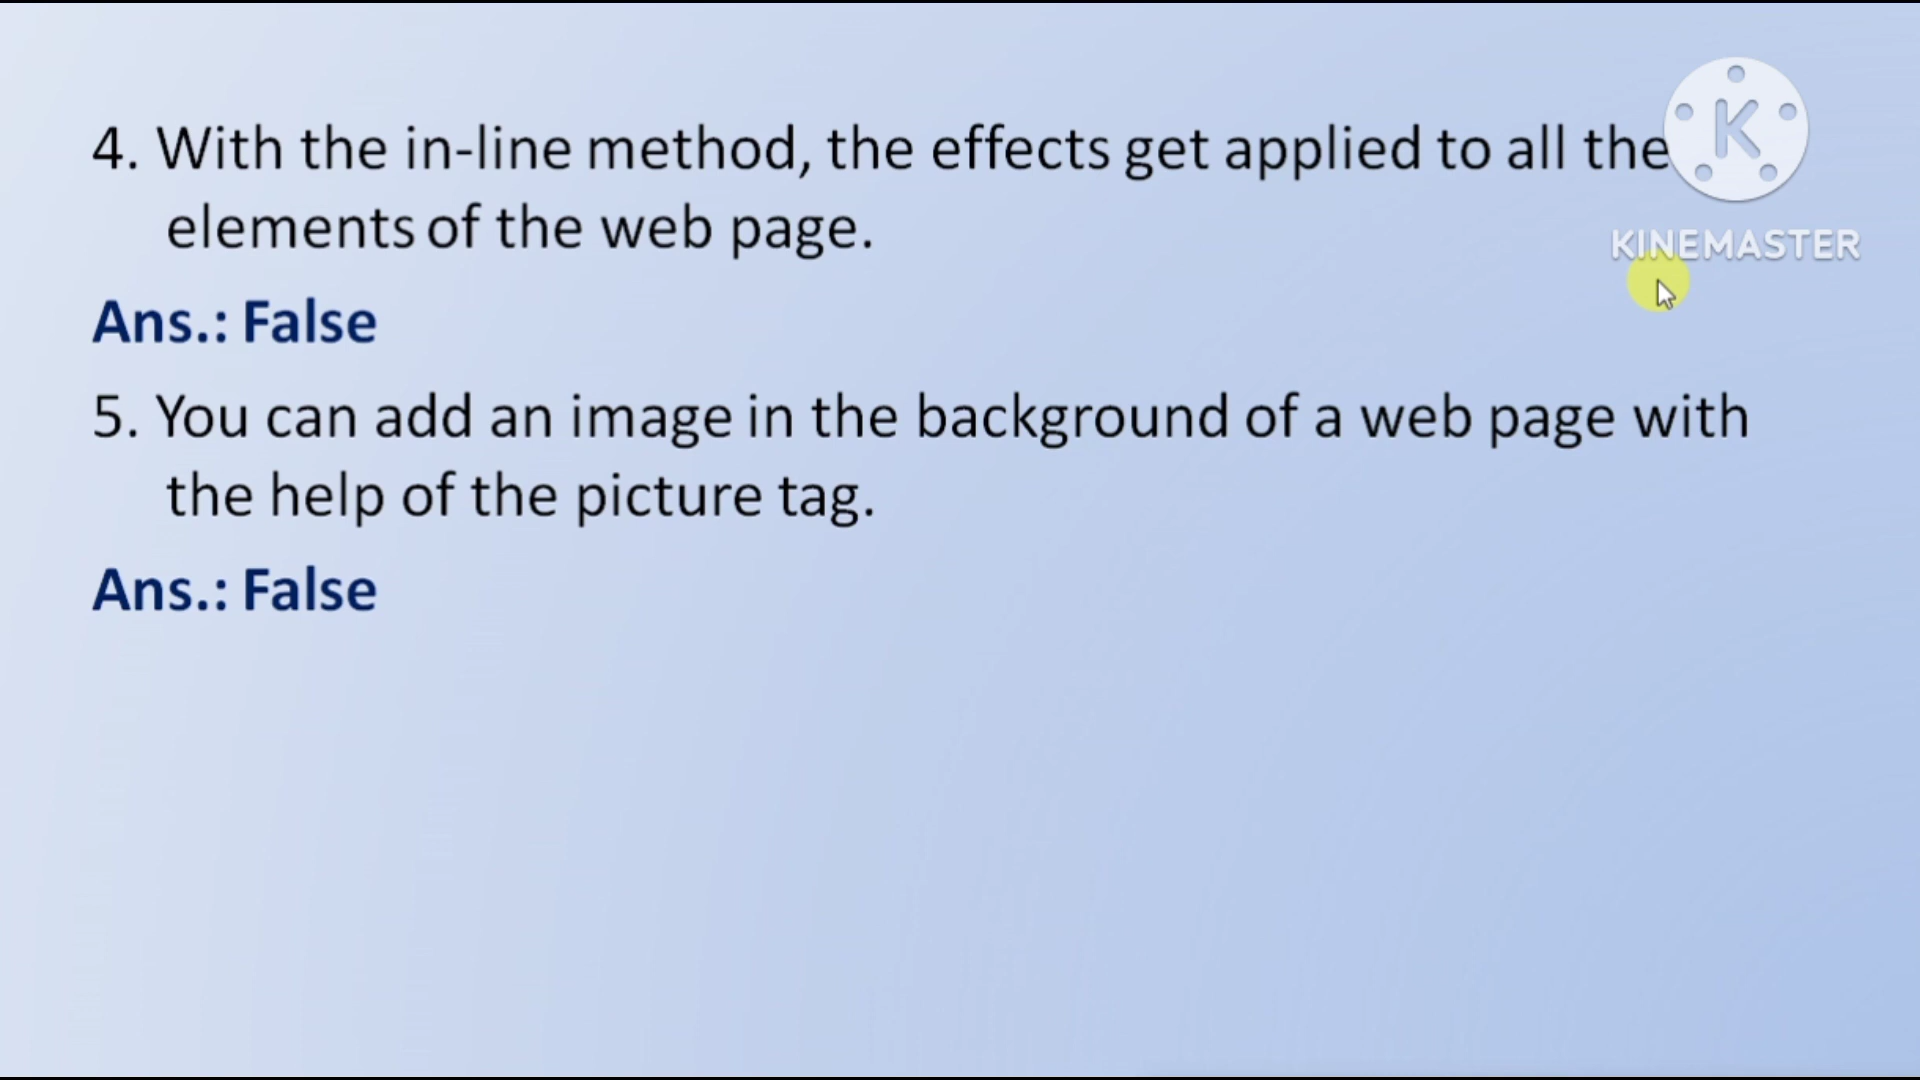 4. With the in-line method, the effects get applied to all the
elements of the web page.
Ans.: False
5. You can add an image in the background of a web page with
the help of the picture tag.
Ans.: False
K
KINEMASTER